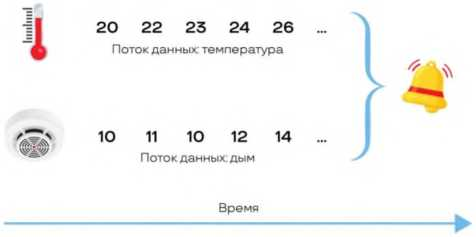 20 22 23 24 26 ...
Поток данных: температура
10 11 10 12 14 ...
Поток данных: дым
Время